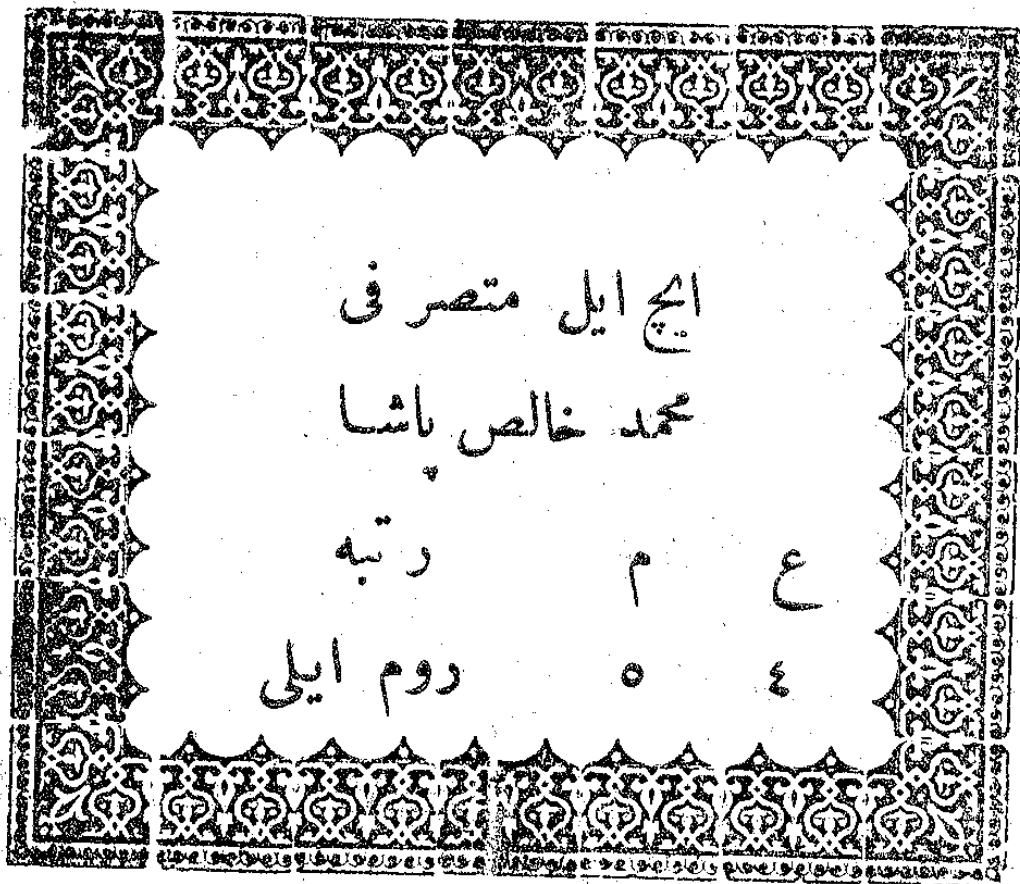 ایچ ایل متصرفی
محمد خالص پاشا
ع م رتبه
٤ ٥ روم ایلی